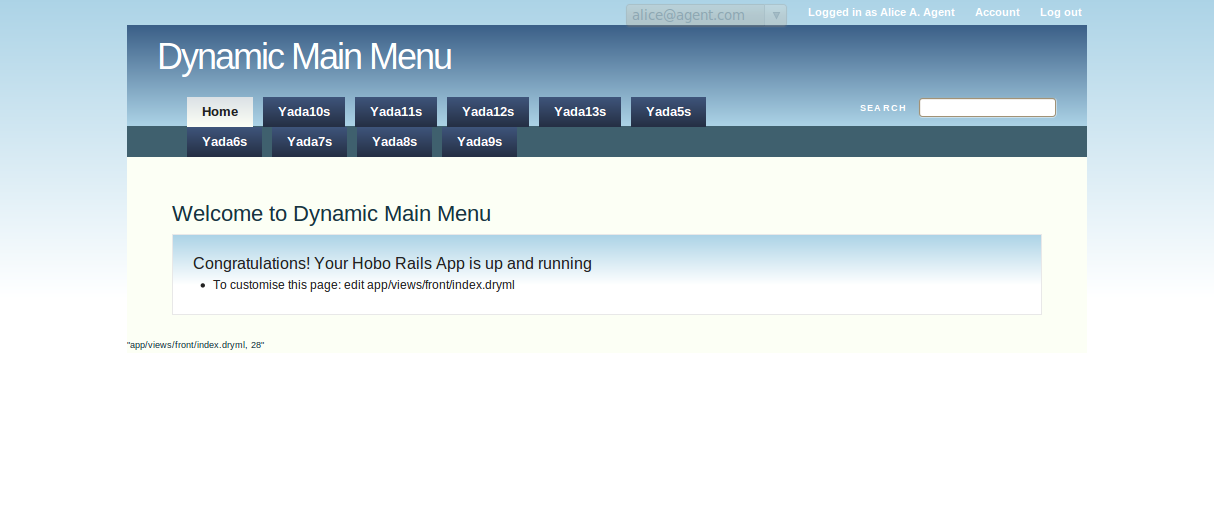 alice@agent.com ▼ Logged in as Alice A. Agent Account Log out
Dynamic Main Menu
Home Yada10s Yada11s Yada12s Yada13s Yada5s SEARCH
Yada6s Yada7s Yada8s Yada9s
Welcome to Dynamic Main Menu
Congratulations! Your Hobo Rails App is up and running
• To customise this page: edit app/views/front/index.dryml
"app/views/front/index.dryml, 28"